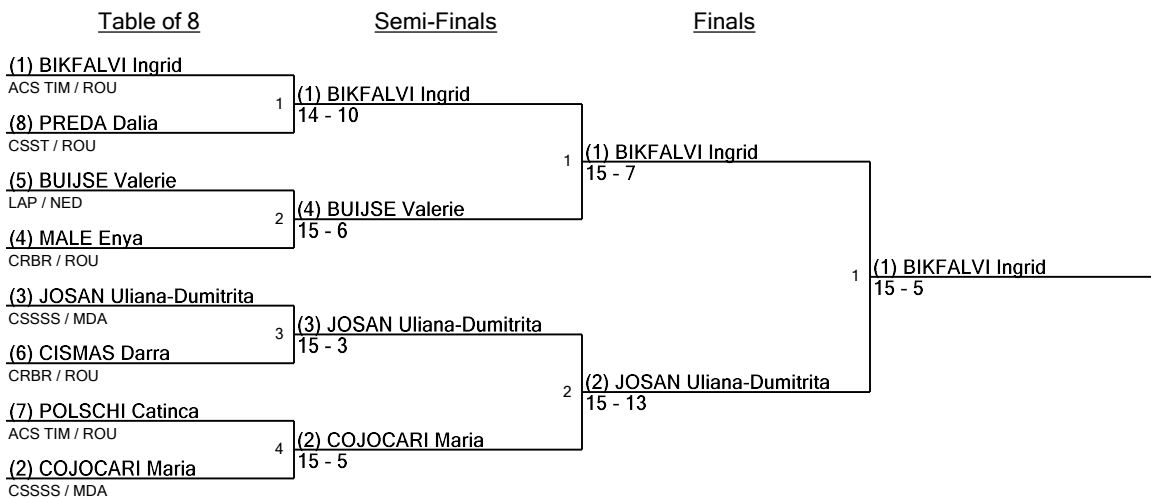 Table of 8 Semi-Finals Finals
(1) BIKFALVI Ingrid
ACS TIM / ROU
1
(8) PREDA Dalia
CSST / ROU
(5) BUIJSE Valerie
LAP / NED
2
(4) MALE Enya
CRBR / ROU
(3) JOSAN Uliana-Dumitrita
CSSSS / MDA
3
(6) CISMAS Darra
CRBR / ROU
(7) POLSCHI Catinca
ACS TIM / ROU
4
(2) COJOCARI Maria
CSSSS / MDA
(1) BIKFALVI Ingrid
14 - 10
1
(4) BUIJSE Valerie
15 - 6
(3) JOSAN Uliana-Dumitrita
15 - 3
2
(2) COJOCARI Maria
15 - 5
(1) BIKFALVI Ingrid
15 - 7
1
(2) JOSAN Uliana-Dumitrita
15 - 13
(1) BIKFALVI Ingrid
15 - 5